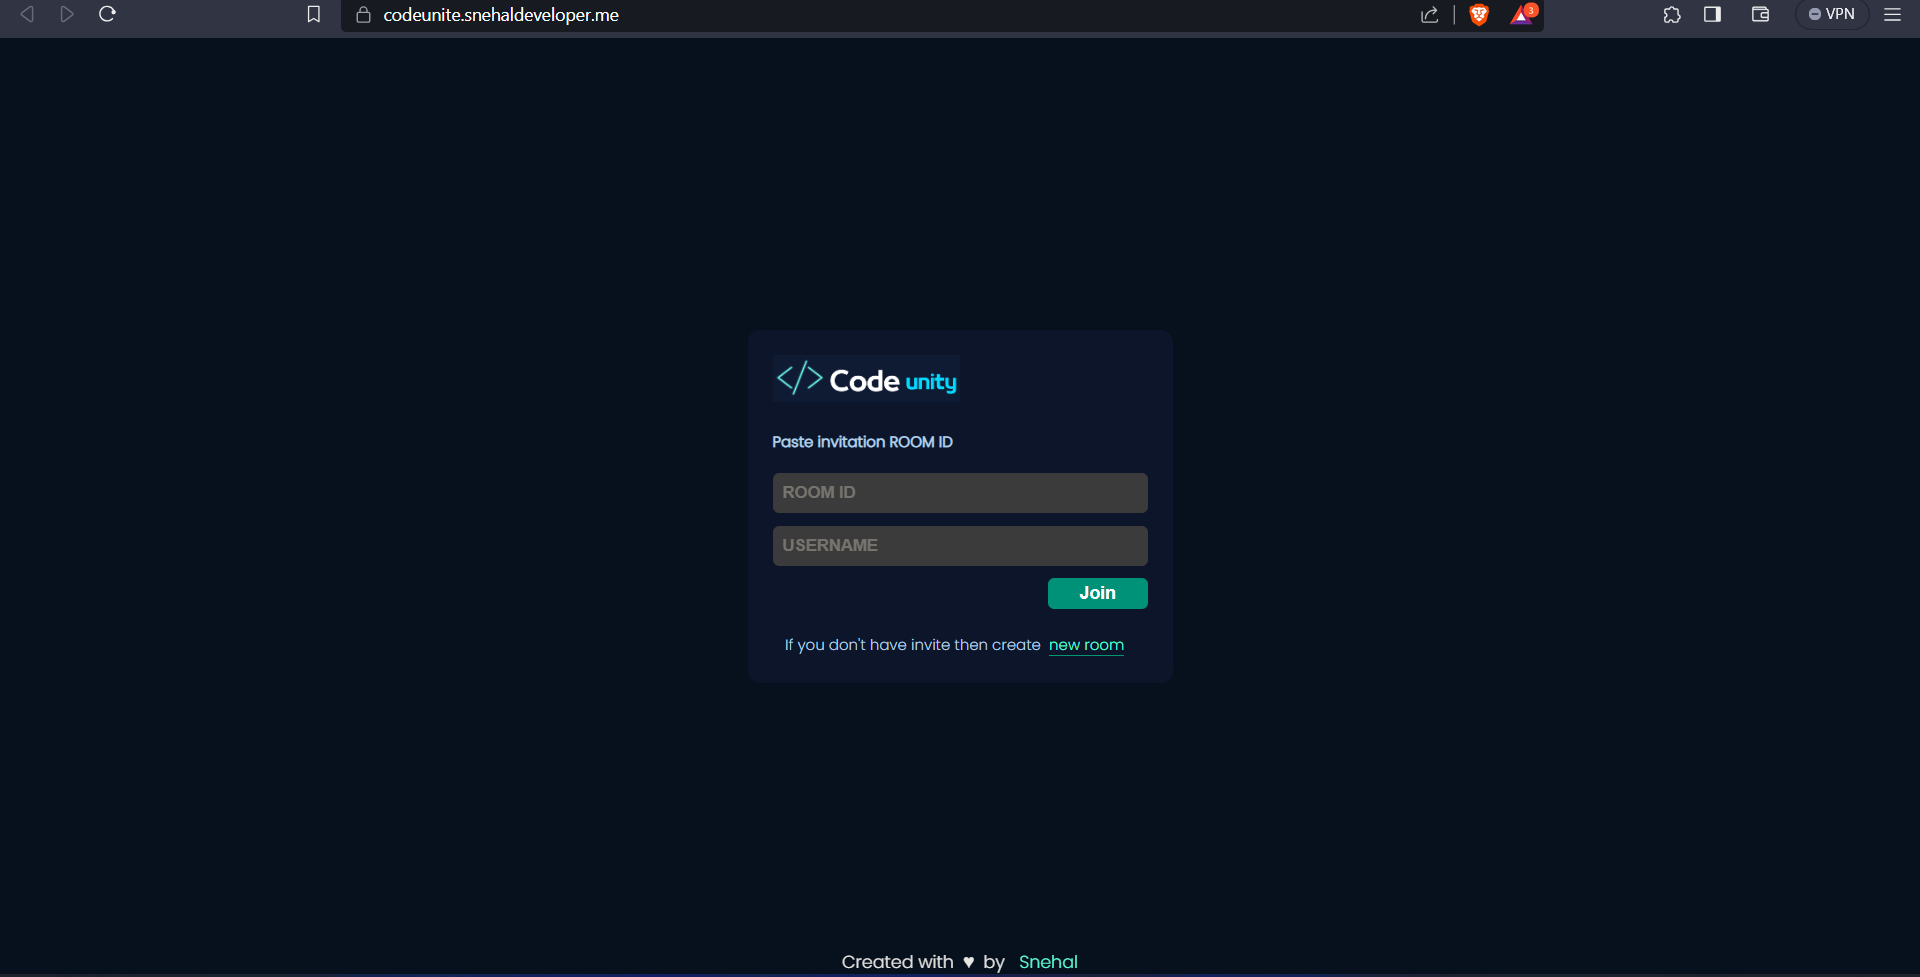 codeunite.snehaldeveloper.me
3
VPN
</> Code unity
Paste invitation ROOM ID
ROOM ID
USERNAME
Join
If you don't have invite then create new room
Created with ♥ by Snehal